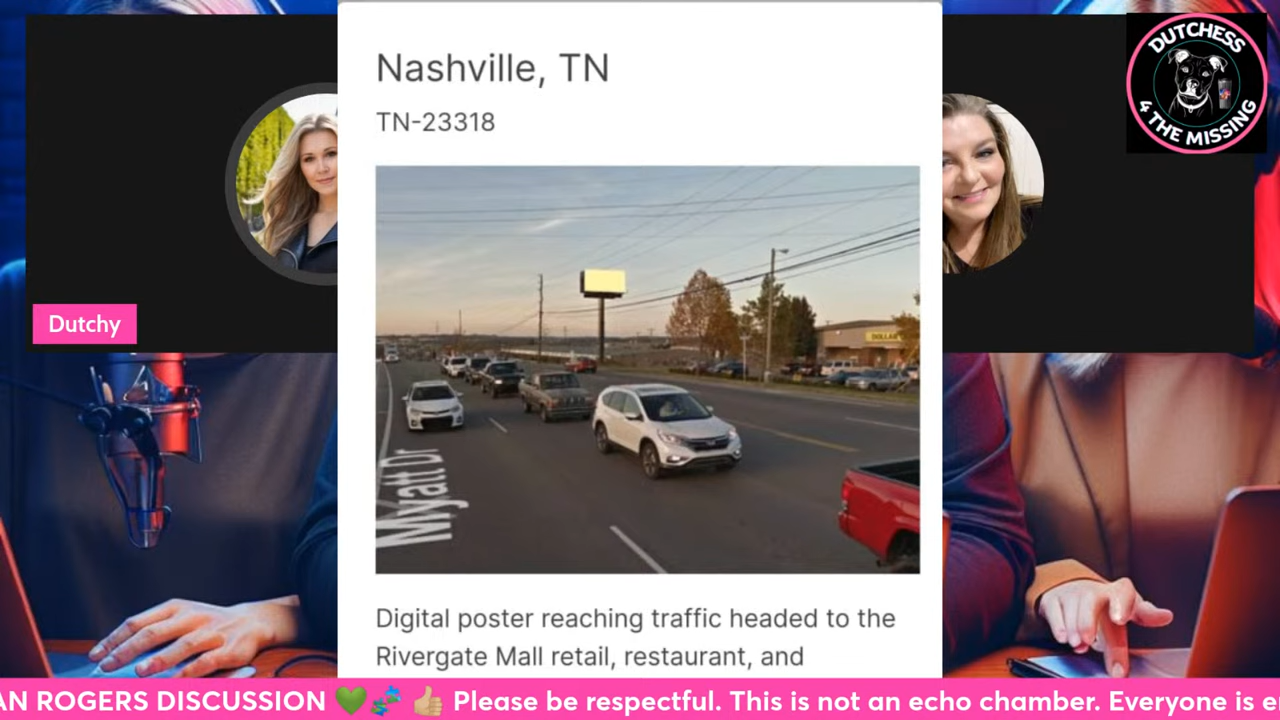 Nashville, TN
TN-23318
DUTCHESS
4 THE MISSING
Dutchy
DOLLAR
Myatt Dr
Digital poster reaching traffic headed to the
Rivergate Mall retail, restaurant, and
AN ROGERS DISCUSSION 💚🧩 👍🏼 Please be respectful. This is not an echo chamber. Everyone is e